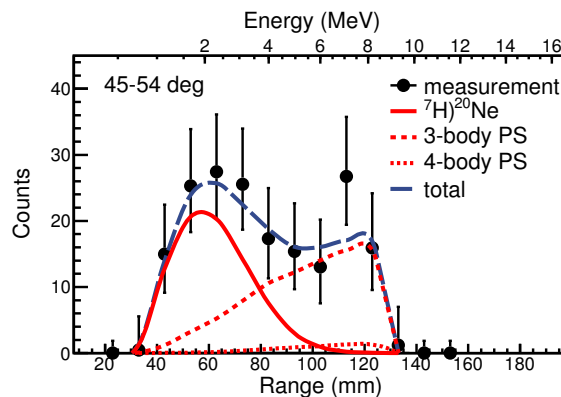 Energy (MeV)
2 4 6 8 10 12 14 16
45-54 deg
measurement
⁷H)²⁰Ne
3-body PS
4-body PS
total
Counts
40
30
20
10
0
20 40 60 80 100 120 140 160 180
Range (mm)